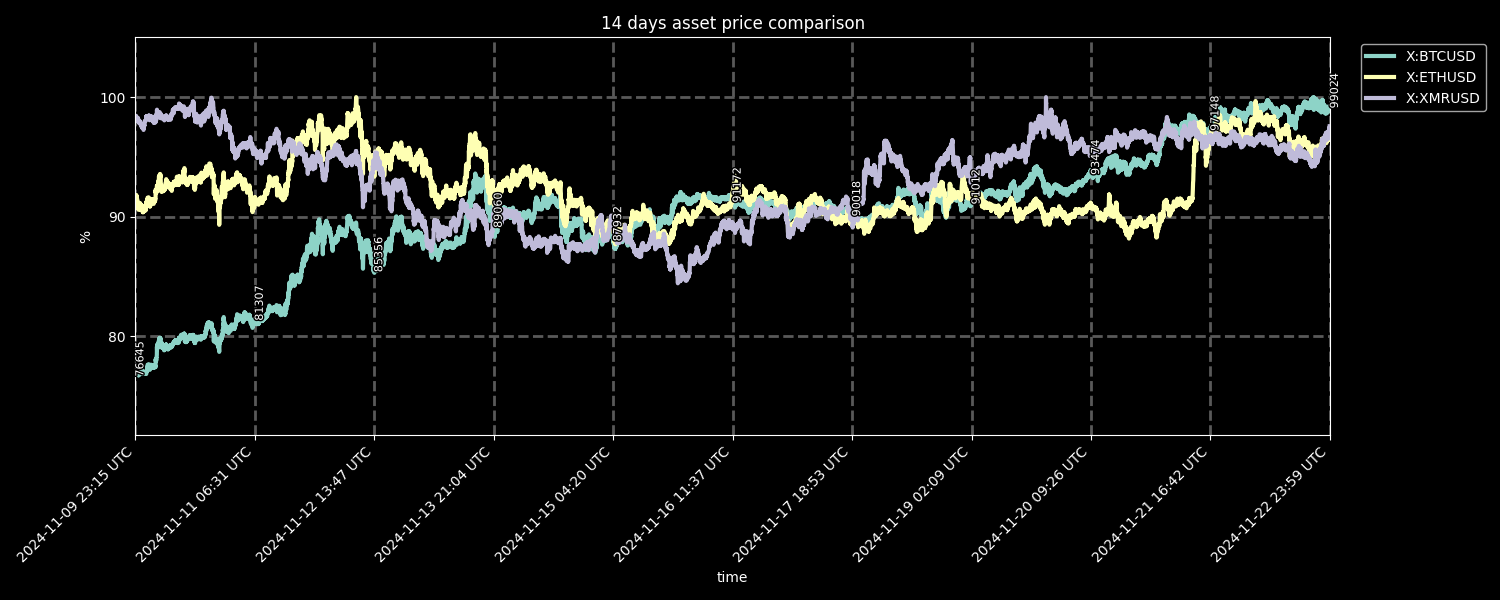 14 days asset price comparison
X:BTCUSD
X:ETHUSD
X:XMRUSD
100
90
80
%
76645
81307
85356
89060
87932
91172
90018
91012
93474
97148
99024
2024-11-09 23:15 UTC
2024-11-11 06:31 UTC
2024-11-12 13:47 UTC
2024-11-13 21:04 UTC
2024-11-15 04:20 UTC
2024-11-16 11:37 UTC
2024-11-17 18:53 UTC
2024-11-19 02:09 UTC
2024-11-20 09:26 UTC
2024-11-21 16:42 UTC
2024-11-22 23:59 UTC
time